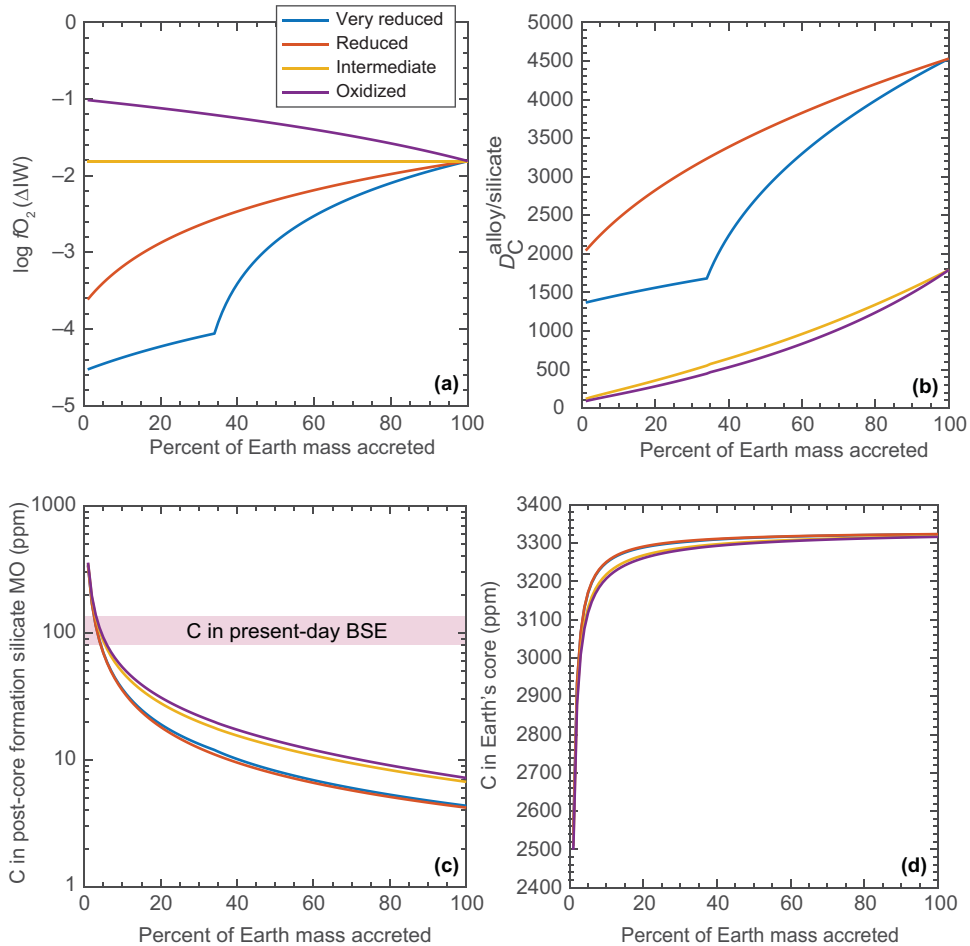 0
–1
–2
–3
–4
–5
log fO2 (ΔIW)
Very reduced
Reduced
Intermediate
Oxidized
(a)
0 20 40 60 80 100
Percent of Earth mass accreted
5000
4500
4000
3500
3000
2500
2000
1500
1000
500
0
DC alloy/silicate
(b)
0 20 40 60 80 100
Percent of Earth mass accreted
1000
100
10
1
C in post-core formation silicate MO (ppm)
C in present-day BSE
(c)
0 20 40 60 80 100
Percent of Earth mass accreted
3400
3300
3200
3100
3000
2900
2800
2700
2600
2500
2400
C in Earth's core (ppm)
(d)
0 20 40 60 80 100
Percent of Earth mass accreted